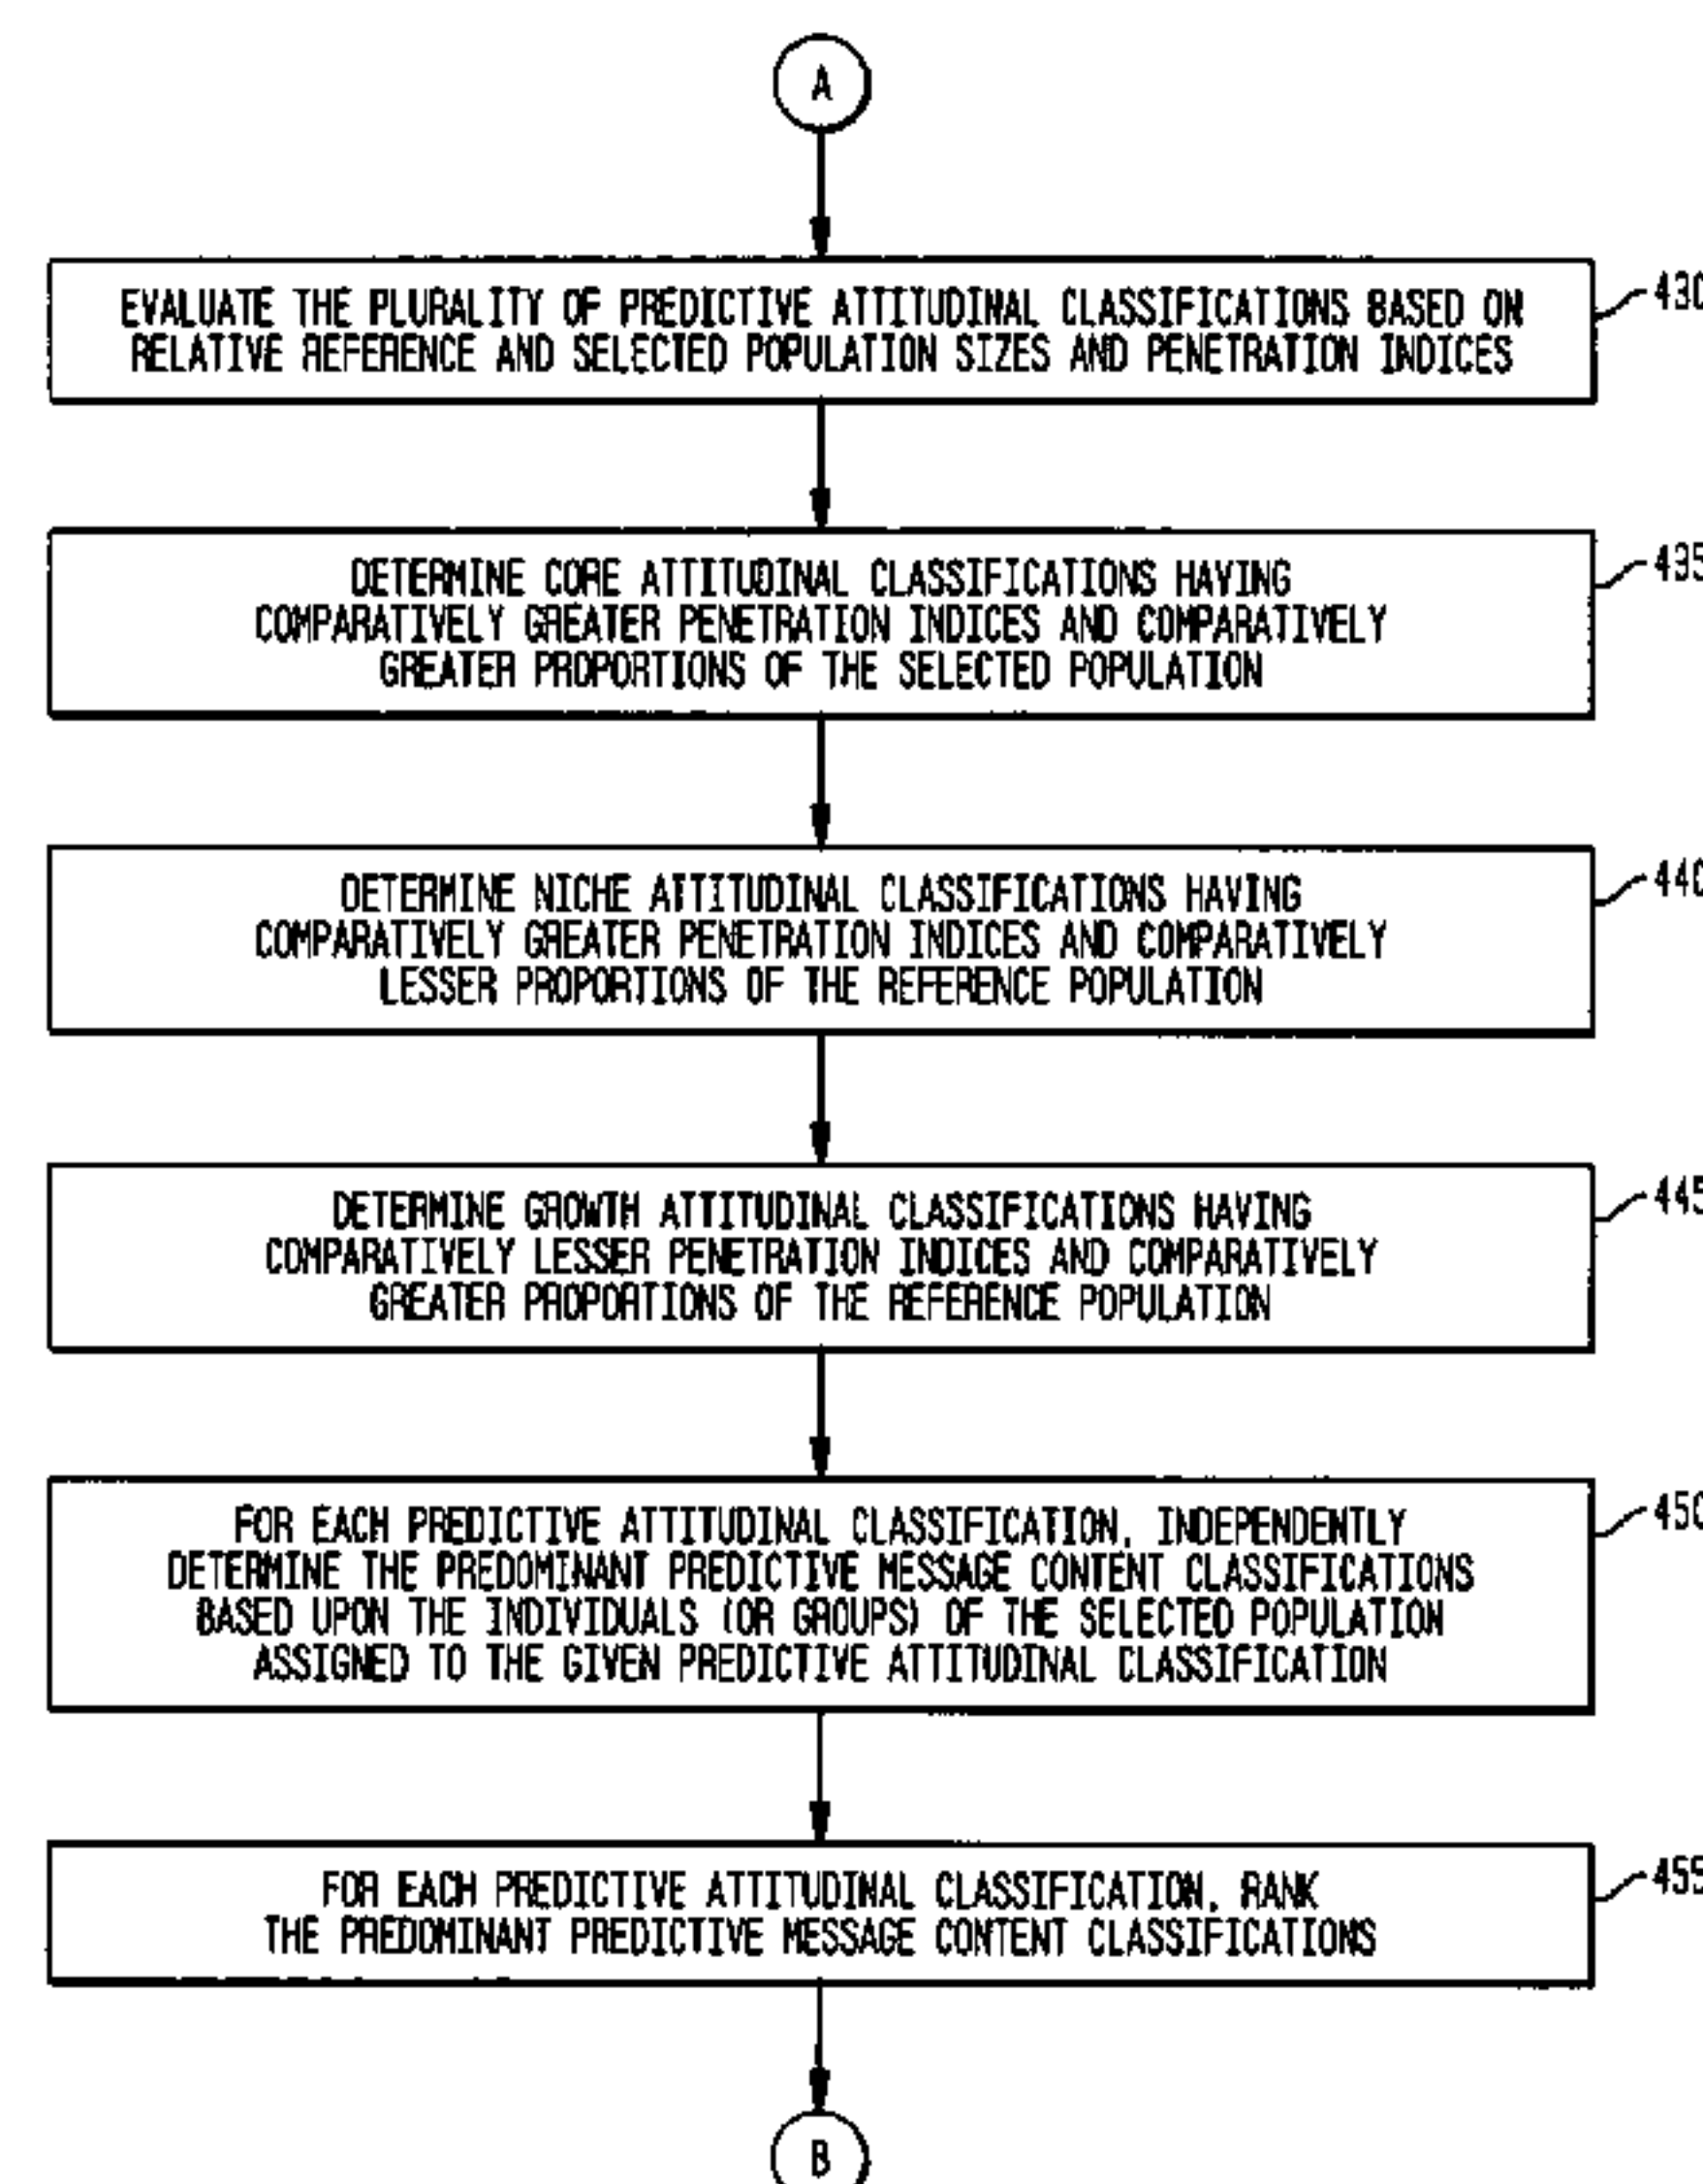 A
EVALUATE THE PLURALITY OF PREDICTIVE ATTITUDINAL CLASSIFICATIONS BASED ON
RELATIVE REFERENCE AND SELECTED POPULATION SIZES AND PENETRATION INDICES
430
DETERMINE CORE ATTITUDINAL CLASSIFICATIONS HAVING
COMPARATIVELY GREATER PENETRATION INDICES AND COMPARATIVELY
GREATER PROPORTIONS OF THE SELECTED POPULATION
435
DETERMINE NICHE ATTITUDINAL CLASSIFICATIONS HAVING
COMPARATIVELY GREATER PENETRATION INDICES AND COMPARATIVELY
LESSER PROPORTIONS OF THE REFERENCE POPULATION
440
DETERMINE GROWTH ATTITUDINAL CLASSIFICATIONS HAVING
COMPARATIVELY LESSER PENETRATION INDICES AND COMPARATIVELY
GREATER PROPORTIONS OF THE REFERENCE POPULATION
445
FOR EACH PREDICTIVE ATTITUDINAL CLASSIFICATION, INDEPENDENTLY
DETERMINE THE PREDOMINANT PREDICTIVE MESSAGE CONTENT CLASSIFICATIONS
BASED UPON THE INDIVIDUALS (OR GROUPS) OF THE SELECTED POPULATION
ASSIGNED TO THE GIVEN PREDICTIVE ATTITUDINAL CLASSIFICATION
450
FOR EACH PREDICTIVE ATTITUDINAL CLASSIFICATION, RANK
THE PREDOMINANT PREDICTIVE MESSAGE CONTENT CLASSIFICATIONS
455
B